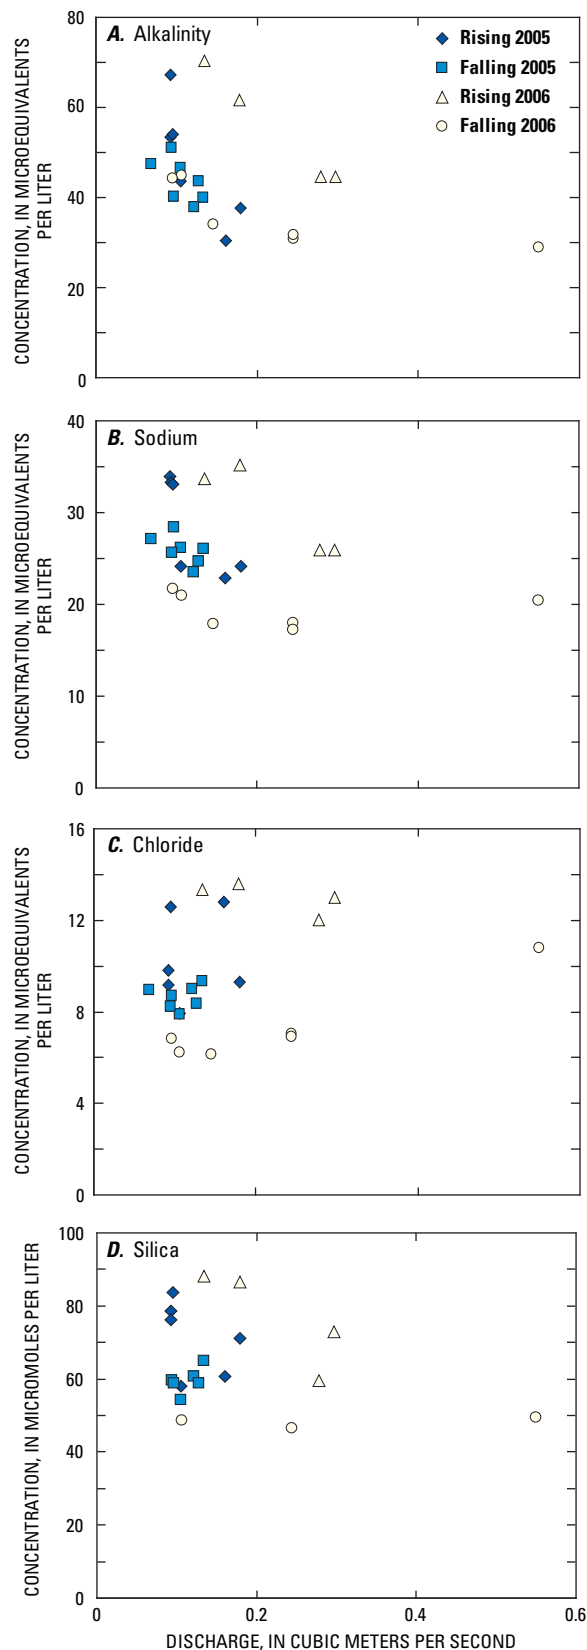 A. Alkalinity
Rising 2005
Falling 2005
Rising 2006
Falling 2006
CONCENTRATION, IN MICROEQUIVALENTS
PER LITER
80
60
40
20
0
B. Sodium
CONCENTRATION, IN MICROEQUIVALENTS
PER LITER
40
30
20
10
0
C. Chloride
CONCENTRATION, IN MICROEQUIVALENTS
PER LITER
16
12
8
4
0
D. Silica
CONCENTRATION, IN MICROMOLES PER LITER
100
80
60
40
20
0
0 0.2 0.4 0.6
DISCHARGE, IN CUBIC METERS PER SECOND